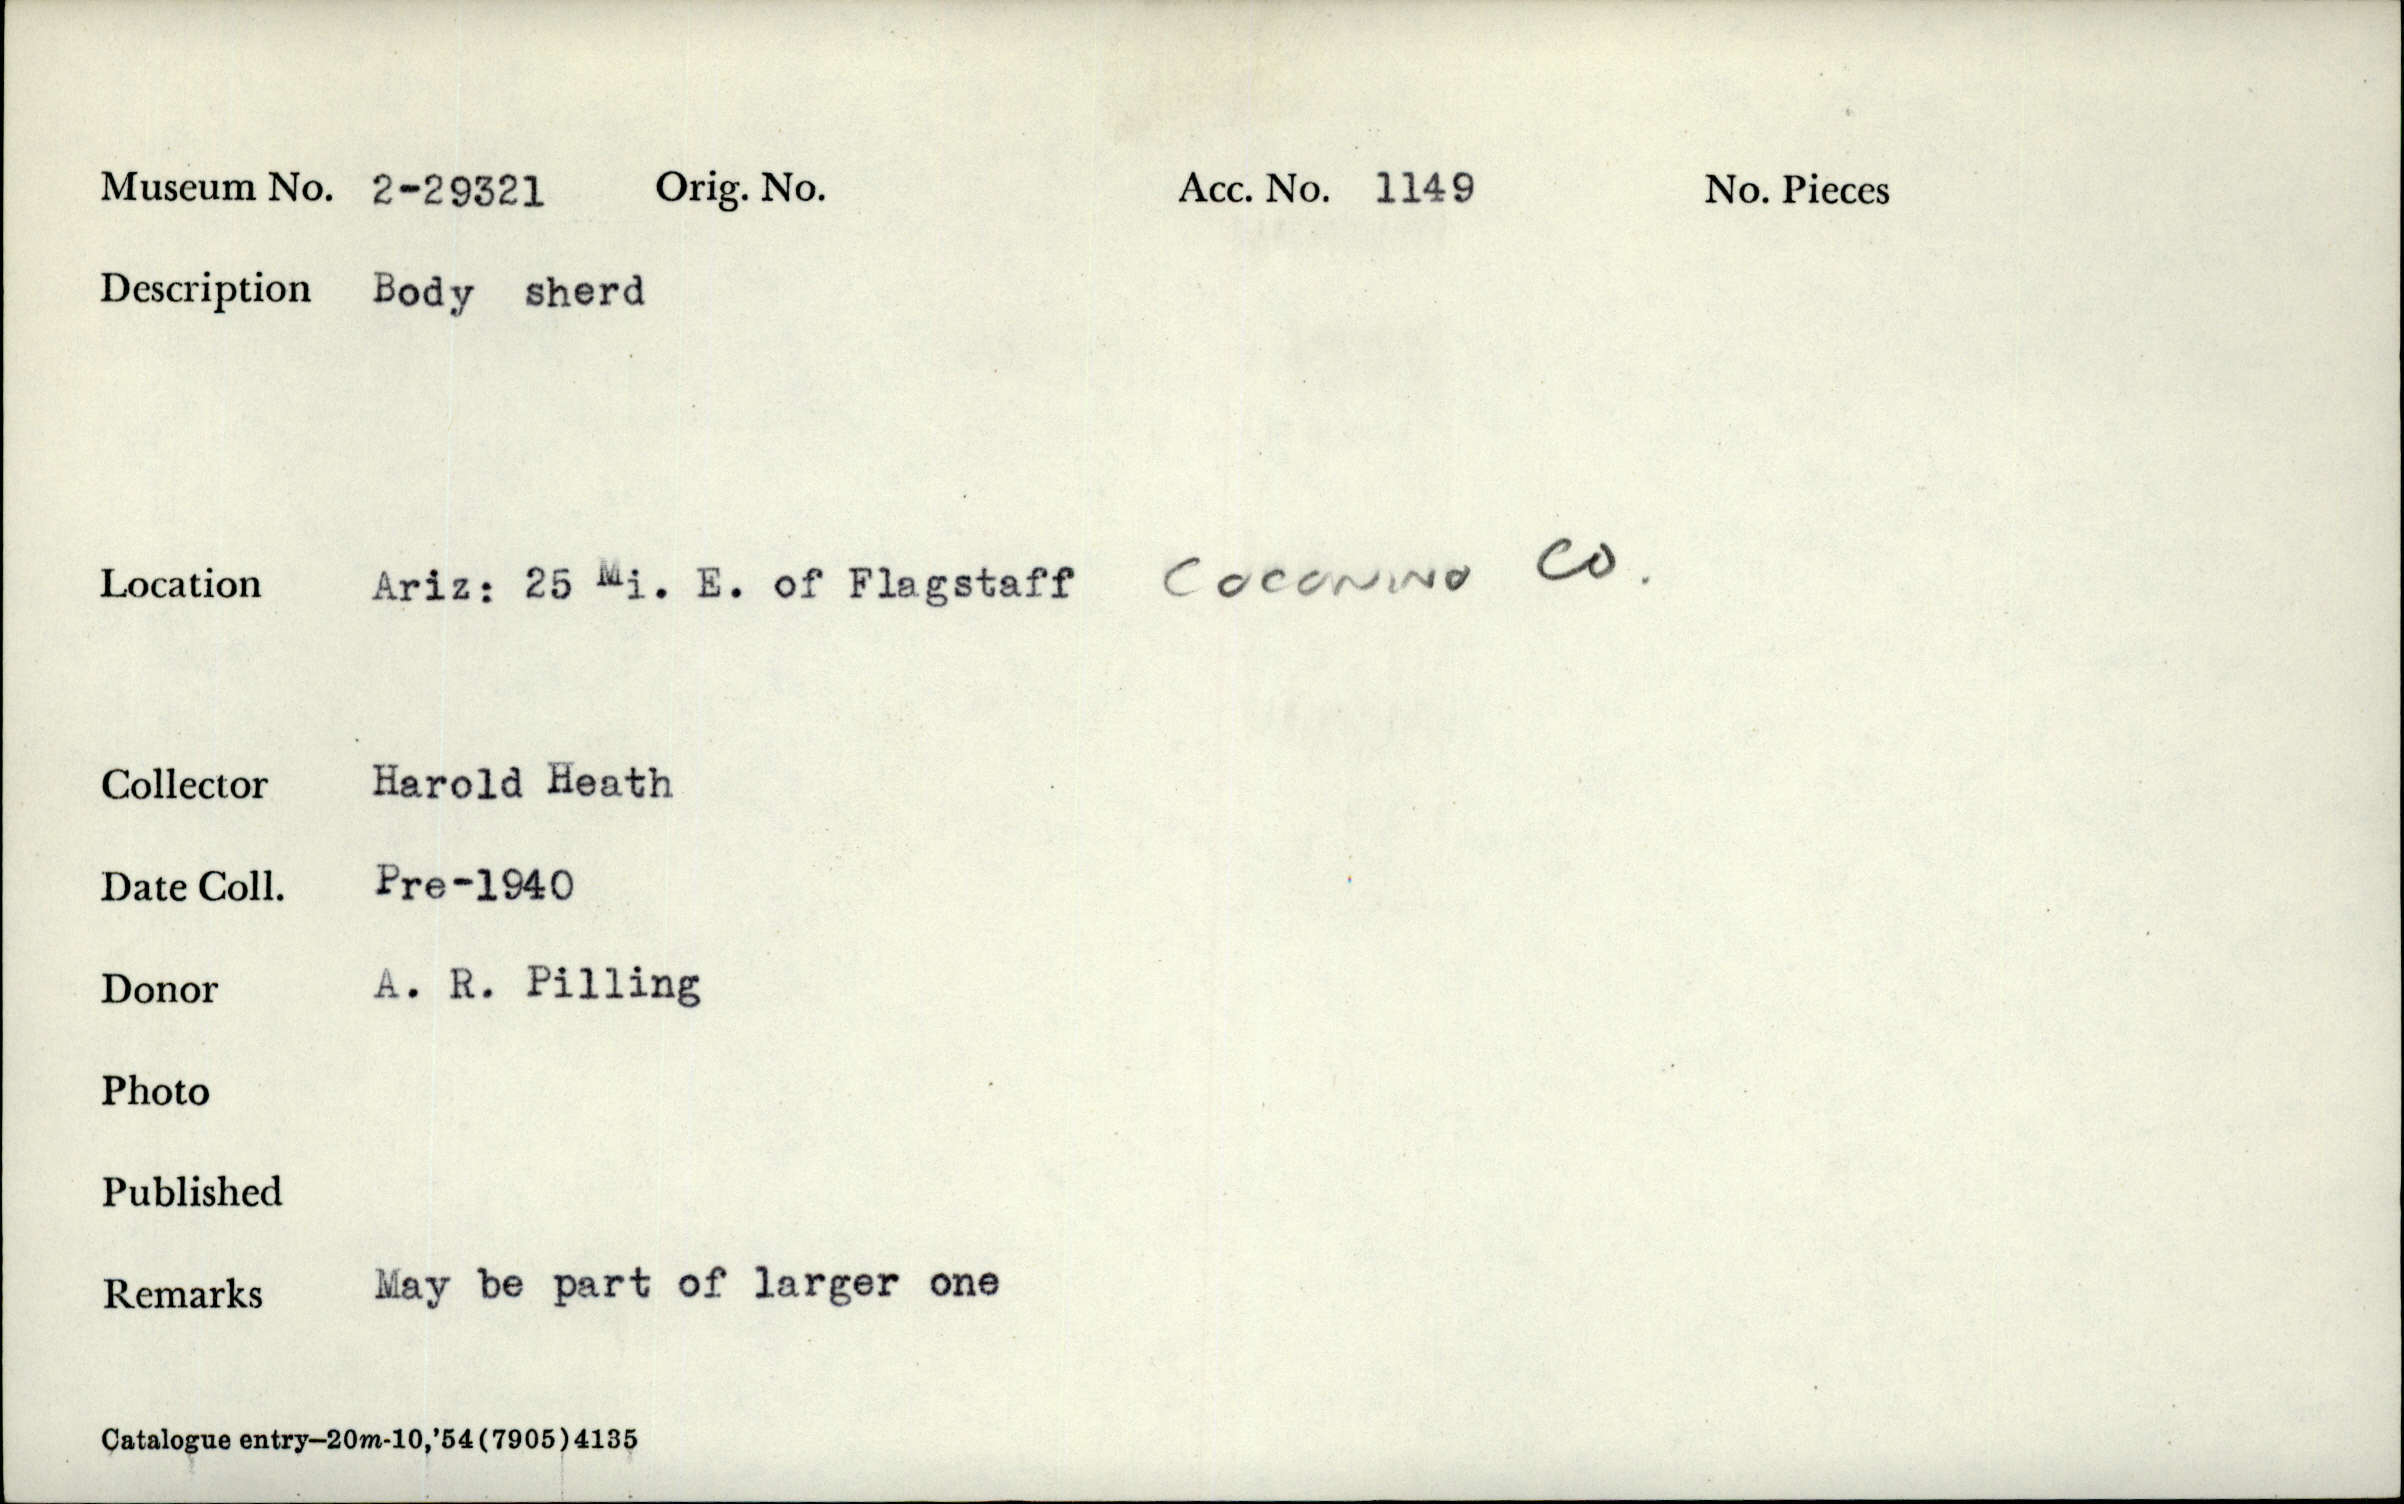 Museum No. 2-29321 Orig. No. Acc. No. 1149 No. Pieces
Description Body sherd
Location Ariz: 25 Mi. E. of Flagstaff Coconino Co.
Collector Harold Heath
Date Coll. Pre-1940
Donor A. R. Pilling
Photo
Published
Remarks May be part of larger one
Catalogue entry—20m-10,'54(7905)4135